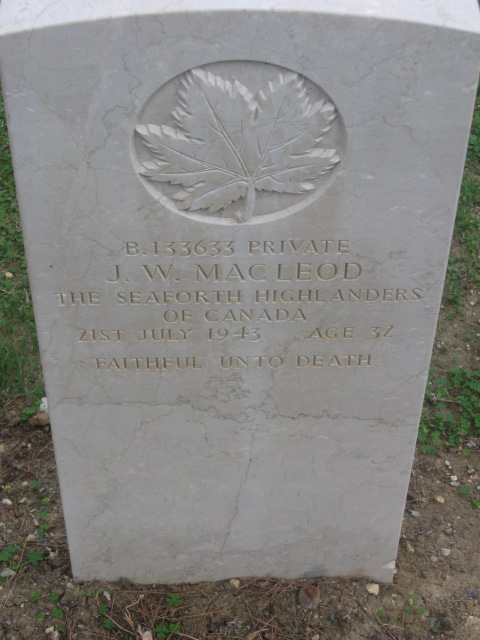 B.133633 PRIVATE
J. W. MACLEOD
THE SEAFORTH HIGHLANDERS
OF CANADA
21ST JULY 1943 AGE 32
FAITHFUL UNTO DEATH